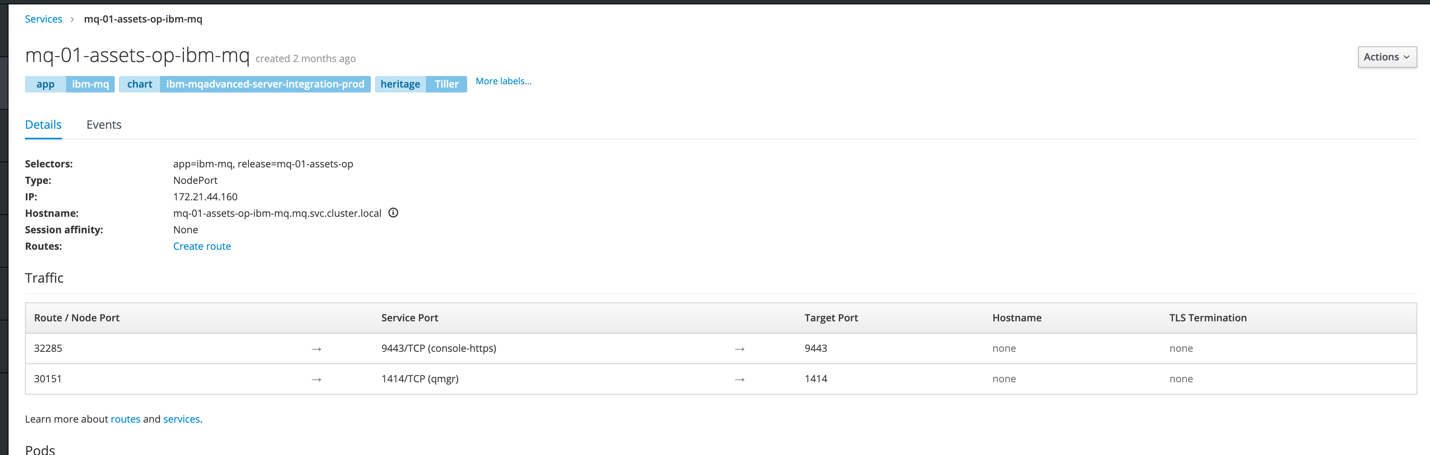 Services > mq-01-assets-op-ibm-mq
mq-01-assets-op-ibm-mq created 2 months ago
Actions
app ibm-mq chart ibm-mqadvanced-server-integration-prod heritage Tiller More labels...
Details Events
Selectors: app=ibm-mq, release=mq-01-assets-op
Type: NodePort
IP: 172.21.44.160
Hostname: mq-01-assets-op-ibm-mq.mq.svc.cluster.local
Session affinity: None
Routes: Create route
Traffic
Route / Node Port Service Port Target Port Hostname TLS Termination
32285 → 9443/TCP (console-https) → 9443 none none
30151 → 1414/TCP (qmgr) → 1414 none none
Learn more about routes and services.
Pods